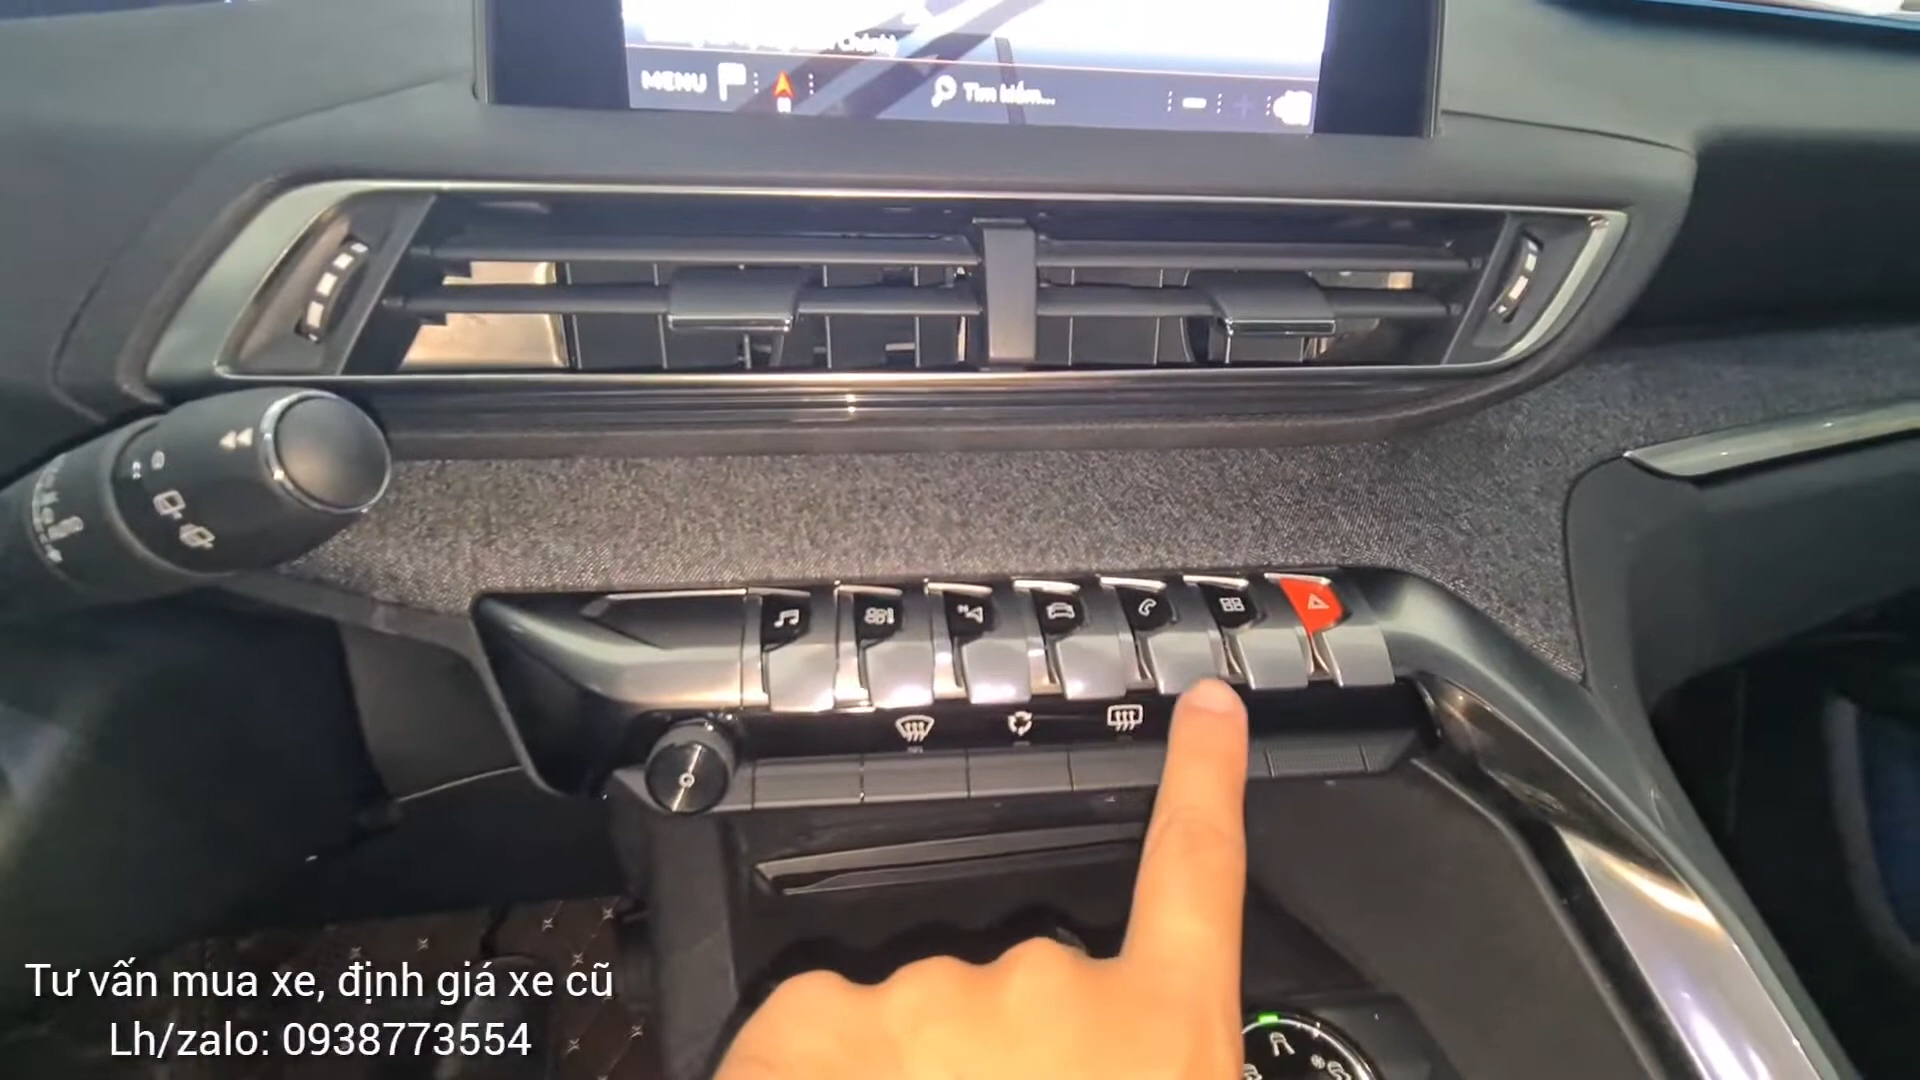 MENU
N
Tìm kiếm...
N
Tư vấn mua xe, định giá xe cũ
Lh/zalo: 0938773554